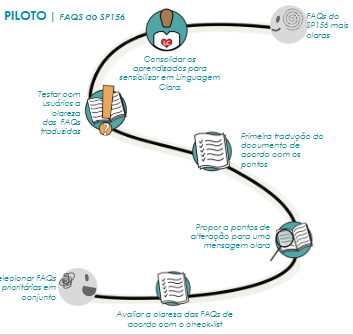 PILOTO | FAQS do SP156
FAQs do
SP156 mais
claras
Consolidar os
aprendizados para
sensibilizar em Linguagem
Clara
Testar com
usuários a
clareza
das FAQs
traduzidas
Primeira tradução do
documento de
acordo com os
pontos
Propor a pontos de
alteração para uma
mensagem clara
elecionar FAQs
prioritárias em
conjunto
Avaliar a clareza das FAQs de
acordo com o check-list